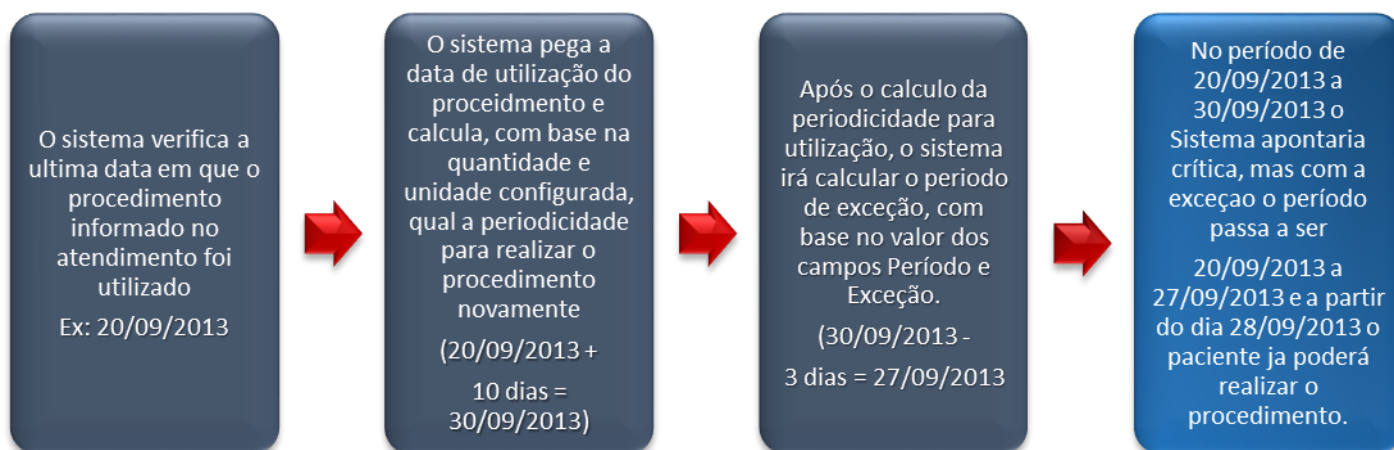 O sistema verifica a
ultima data em que o
procedimento
informado no
atendimento foi
utilizado
Ex: 20/09/2013
O sistema pega a
data de utilização do
proceidmento e
calcula, com base na
quantidade e
unidade configurada,
qual a periodicidade
para realizar o
procedimento
novamente
(20/09/2013 +
10 dias =
30/09/2013)
Após o calculo da
periodicidade para
utilização, o sistema
irá calcular o periodo
de exceção, com
base no valor dos
campos Período e
Exceção.
(30/09/2013 -
3 dias = 27/09/2013
No período de
20/09/2013 a
30/09/2013 o
Sistema apontaria
crítica, mas com a
exceçao o período
passa a ser
20/09/2013 a
27/09/2013 e a partir
do dia 28/09/2013 o
paciente ja poderá
realizar o
procedimento.